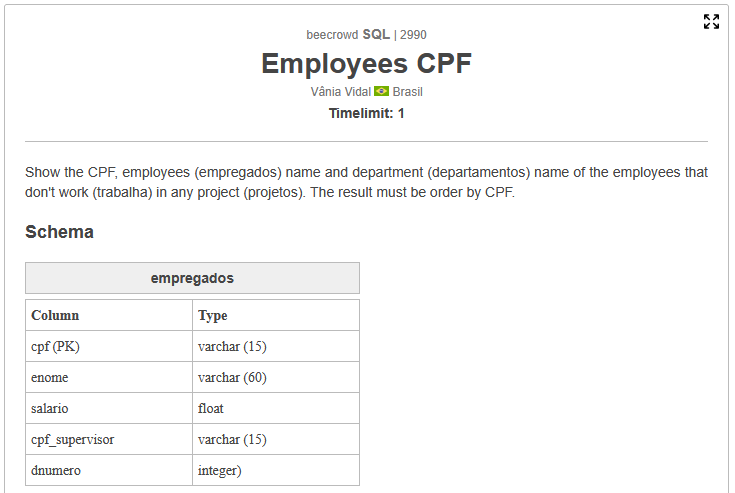 beecrowd SQL | 2990
Employees CPF
Vânia Vidal Brasil
Timelimit: 1
Show the CPF, employees (empregados) name and department (departamentos) name of the employees that
don't work (trabalha) in any project (projetos). The result must be order by CPF.
Schema
empregados
Column Type
cpf (PK) varchar (15)
enome varchar (60)
salario float
cpf_supervisor varchar (15)
dnumero integer)